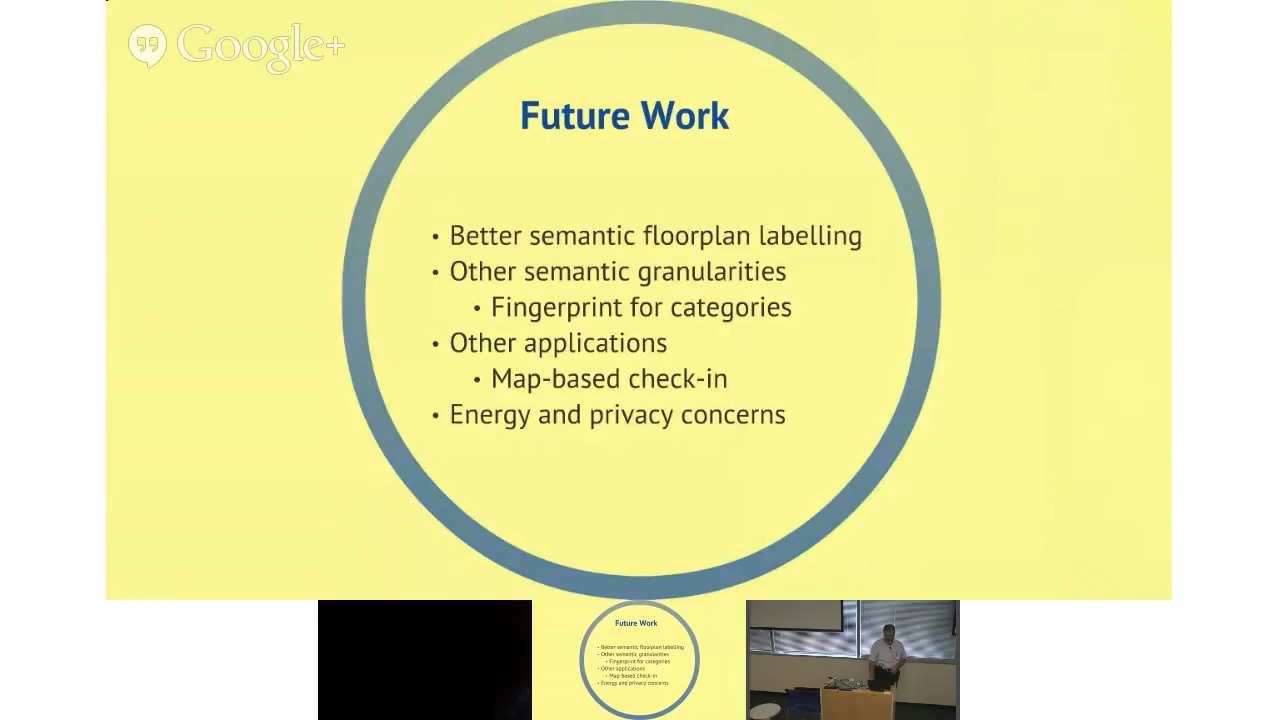 Google+
Future Work
• Better semantic floorplan labelling
• Other semantic granularities
• Fingerprint for categories
• Other applications
• Map-based check-in
• Energy and privacy concerns
Future Work
• Better semantic floorplan labelling
• Other semantic granularities
• Fingerprint for categories
• Other applications
• Map-based check-in
• Energy and privacy concerns